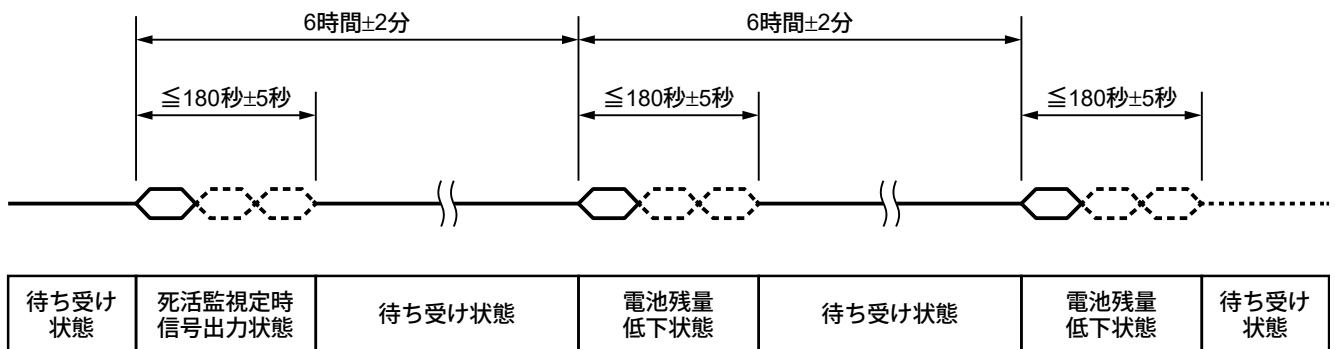 6時間±2分
6時間±2分
≦180秒±5秒
≦180秒±5秒
≦180秒±5秒
待ち受け
状態
死活監視定時
信号出力状態
待ち受け状態
電池残量
低下状態
待ち受け状態
電池残量
低下状態
待ち受け
状態